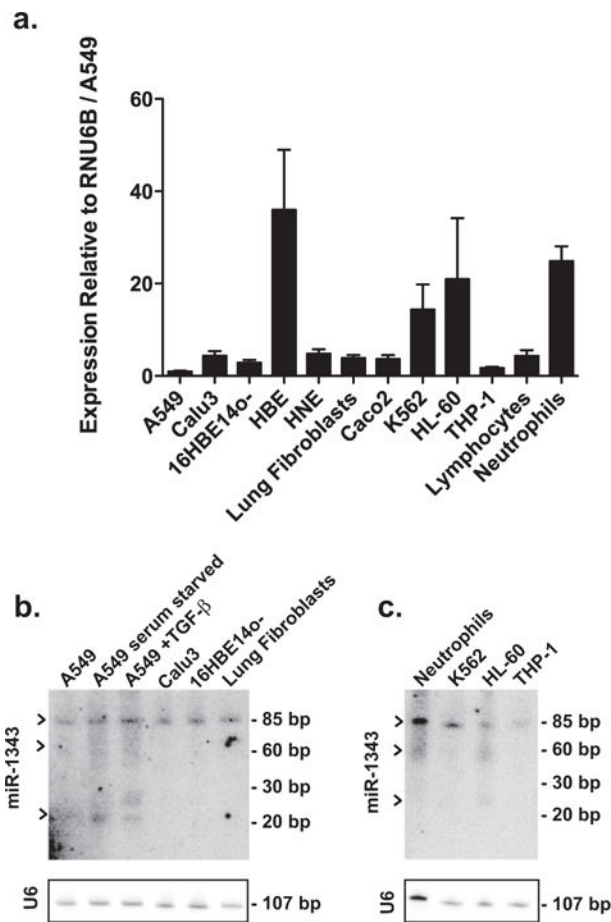 a.
Expression Relative to RNU6B / A549
60
40
20
0
A549
Calu3
16HBE14o-
HBE
HNE
Lung Fibroblasts
Caco2
K562
HL-60
THP-1
Lymphocytes
Neutrophils
b.
A549
A549 serum starved
A549 +TGF-β
Calu3
16HBE14o-
Lung Fibroblasts
miR-1343
- 85 bp
- 60 bp
- 30 bp
- 20 bp
U6
- 107 bp
c.
Neutrophils
K562
HL-60
THP-1
miR-1343
- 85 bp
- 60 bp
- 30 bp
- 20 bp
U6
- 107 bp